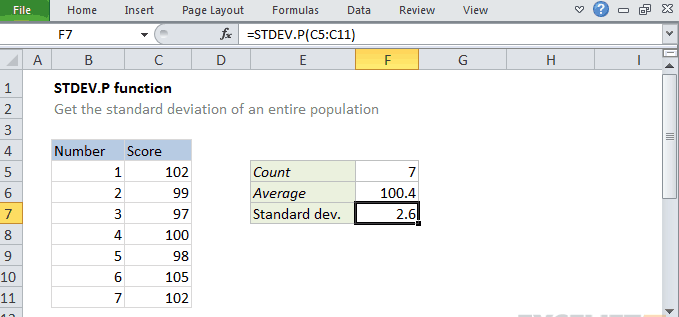 File Home Insert Page Layout Formulas Data Review View
F7 fx =STDEV.P(C5:C11)
A B C D E F G H I
1 STDEV.P function
2 Get the standard deviation of an entire population
3
4 Number Score
5 1 102 Count 7
6 2 99 Average 100.4
7 3 97 Standard dev. 2.6
8 4 100
9 5 98
10 6 105
11 7 102